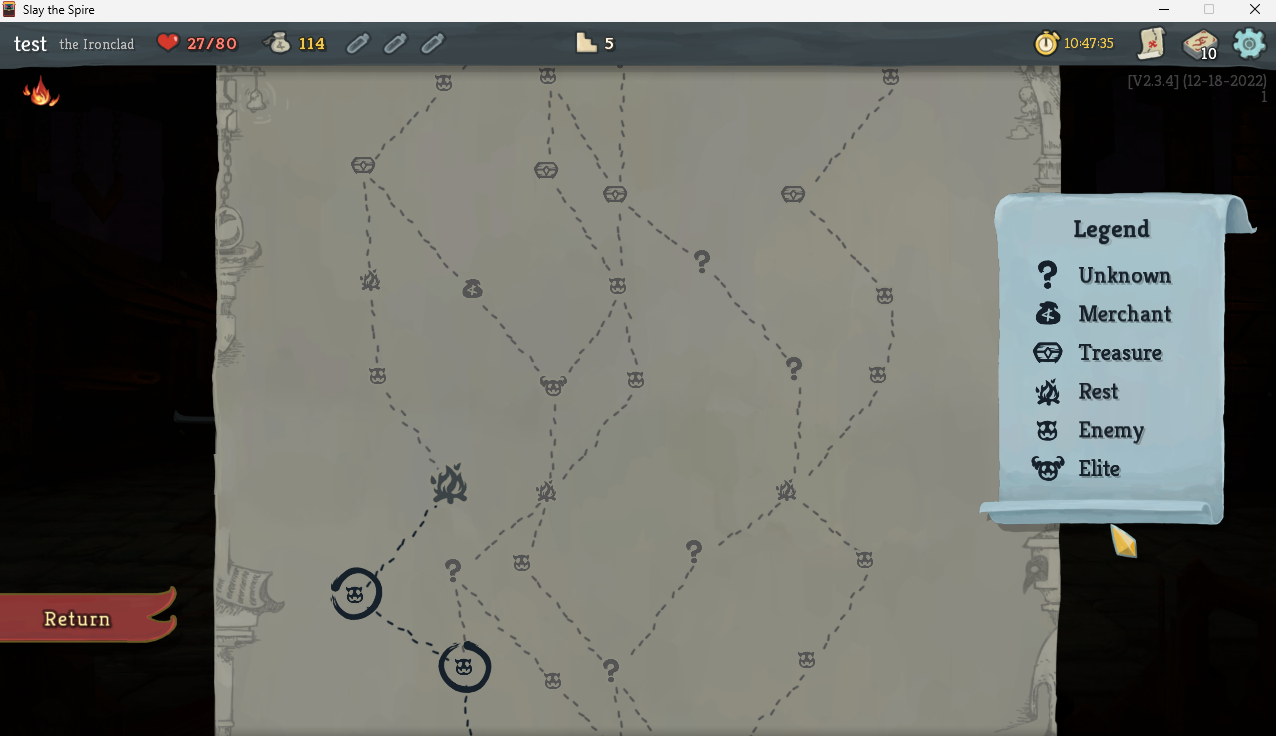 Slay the Spire
test the Ironclad 27/80 114 5 10:47:35 10
[V2.3.4] (12-18-2022)
1
Legend
Unknown
Merchant
Treasure
Rest
Enemy
Elite
Return